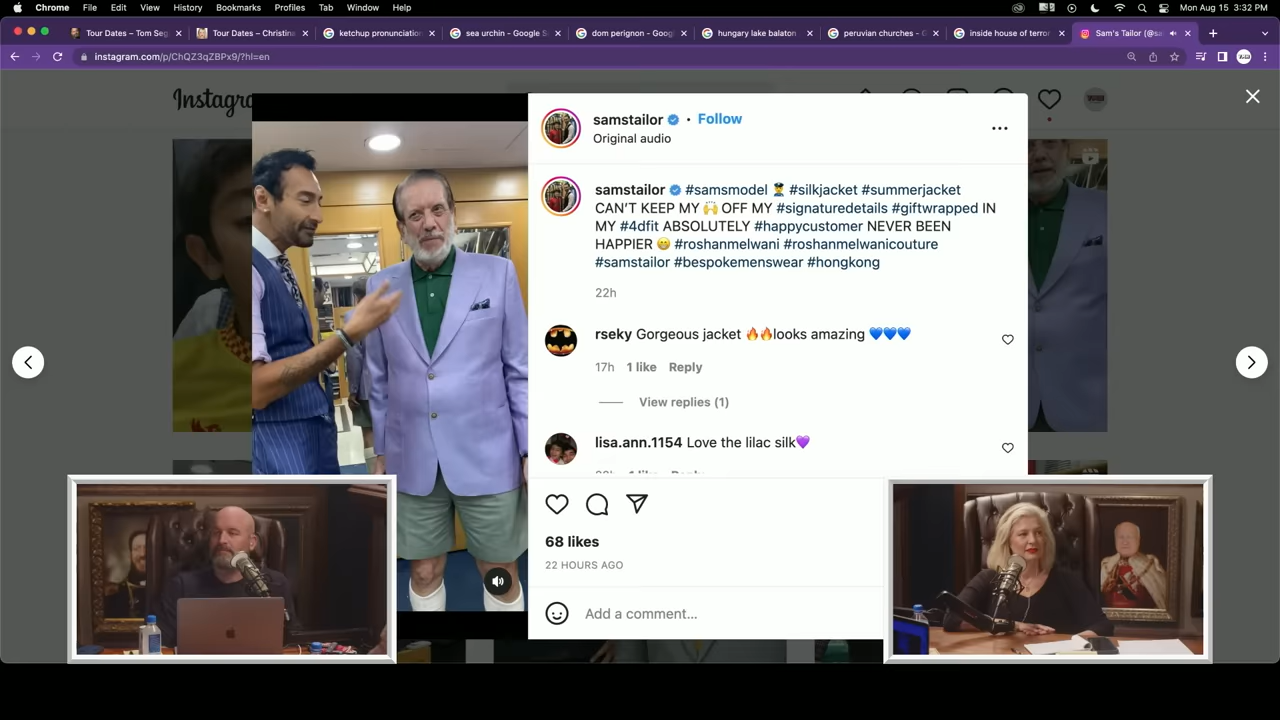 Chrome File Edit View History Bookmarks Profiles Tab Window Help Mon Aug 15 3:32 PM
Tour Dates – Tom Seg Tour Dates – Christina ketchup pronunciation sea urchin - Google S dom perignon - Goog hungary lake balaton peruvian churches - G inside house of terror Sam's Tailor (@sa
instagram.com/p/ChQZ3qZBPx9/?hl=en
Instagra
samstailor • Follow
Original audio
samstailor #samsmodel 👮 #silkjacket #summerjacket
CAN'T KEEP MY 🙌 OFF MY #signaturedetails #giftwrapped IN
MY #4dfit ABSOLUTELY #happycustomer NEVER BEEN
HAPPIER 😁 #roshanmelwani #roshanmelwanicouture
#samstailor #bespokemenswear #hongkong
22h
rseky Gorgeous jacket 🔥🔥looks amazing 💙💙💙
17h 1 like Reply
View replies (1)
lisa.ann.1154 Love the lilac silk💜
1 like Reply
68 likes
22 HOURS AGO
Add a comment...